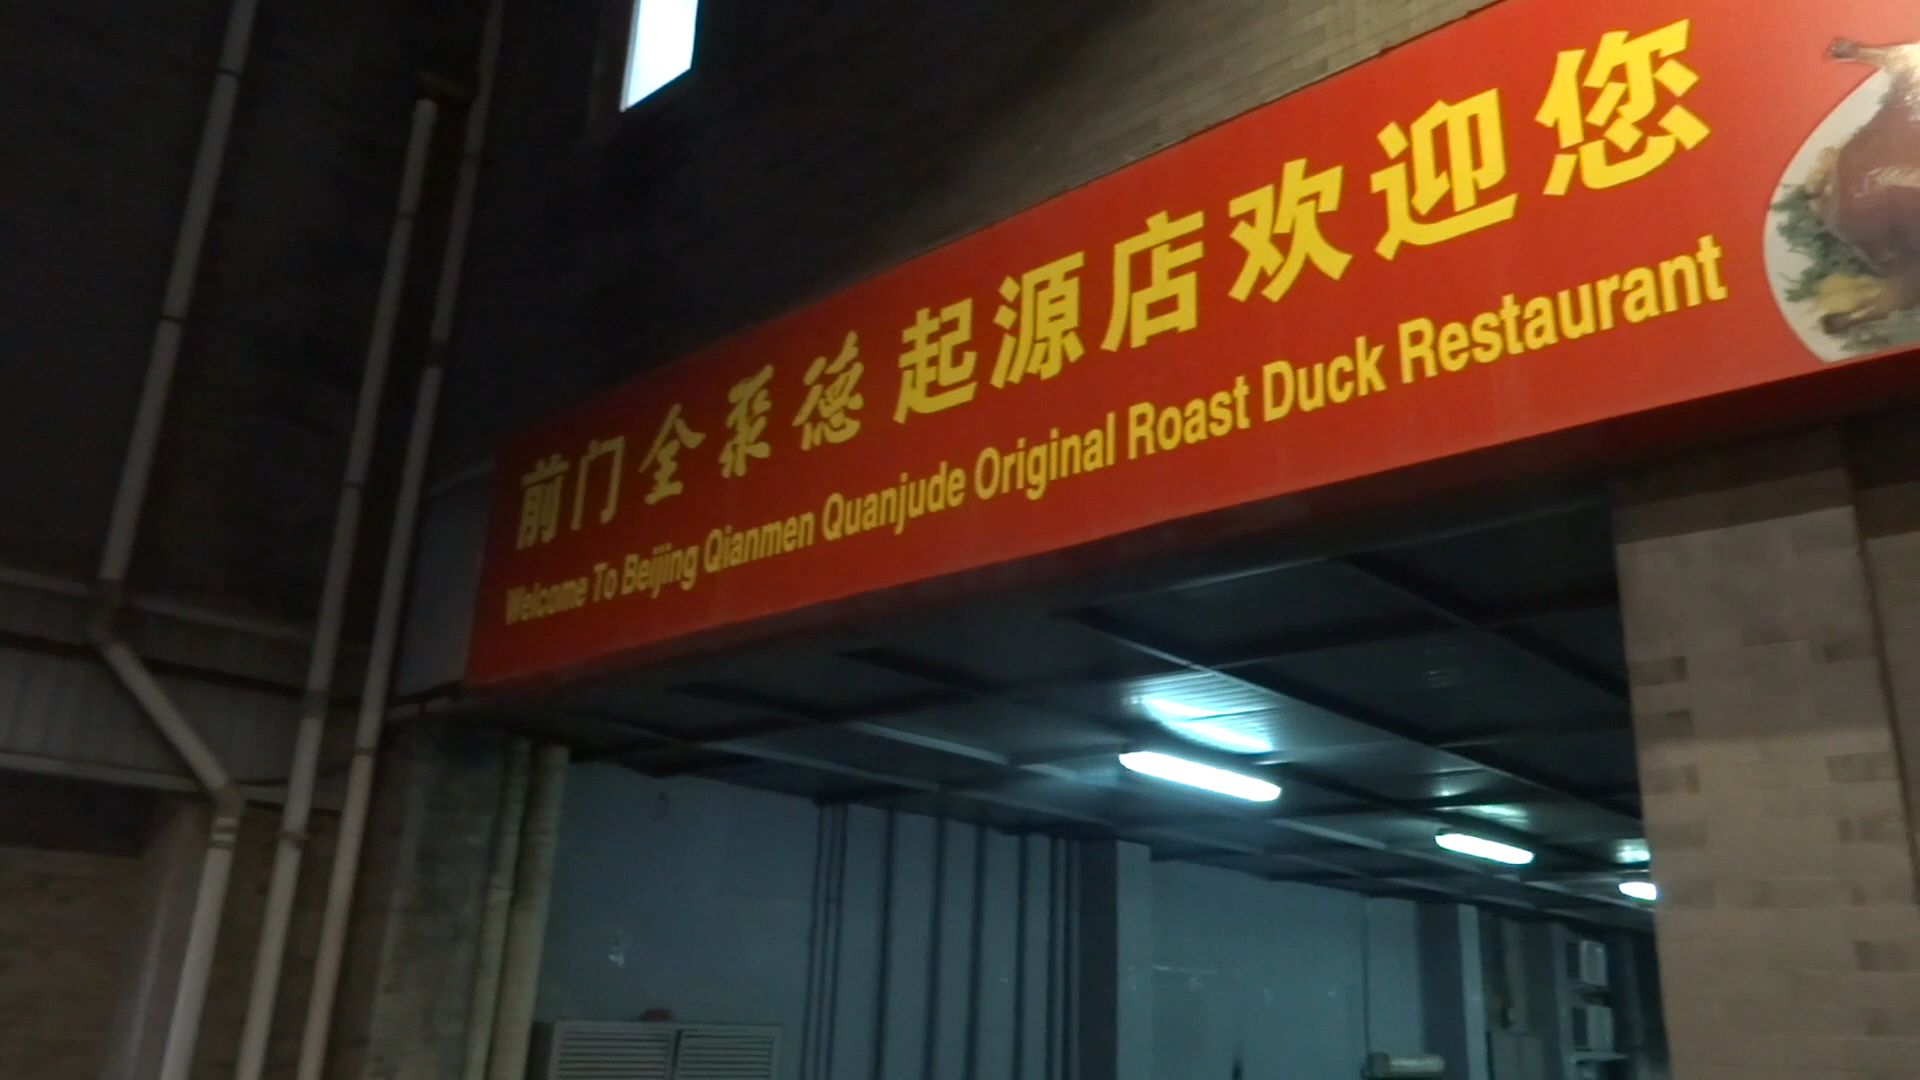 前门全聚德起源店欢迎您
Welcome To Beijing Qianmen Quanjude Original Roast Duck Restaurant